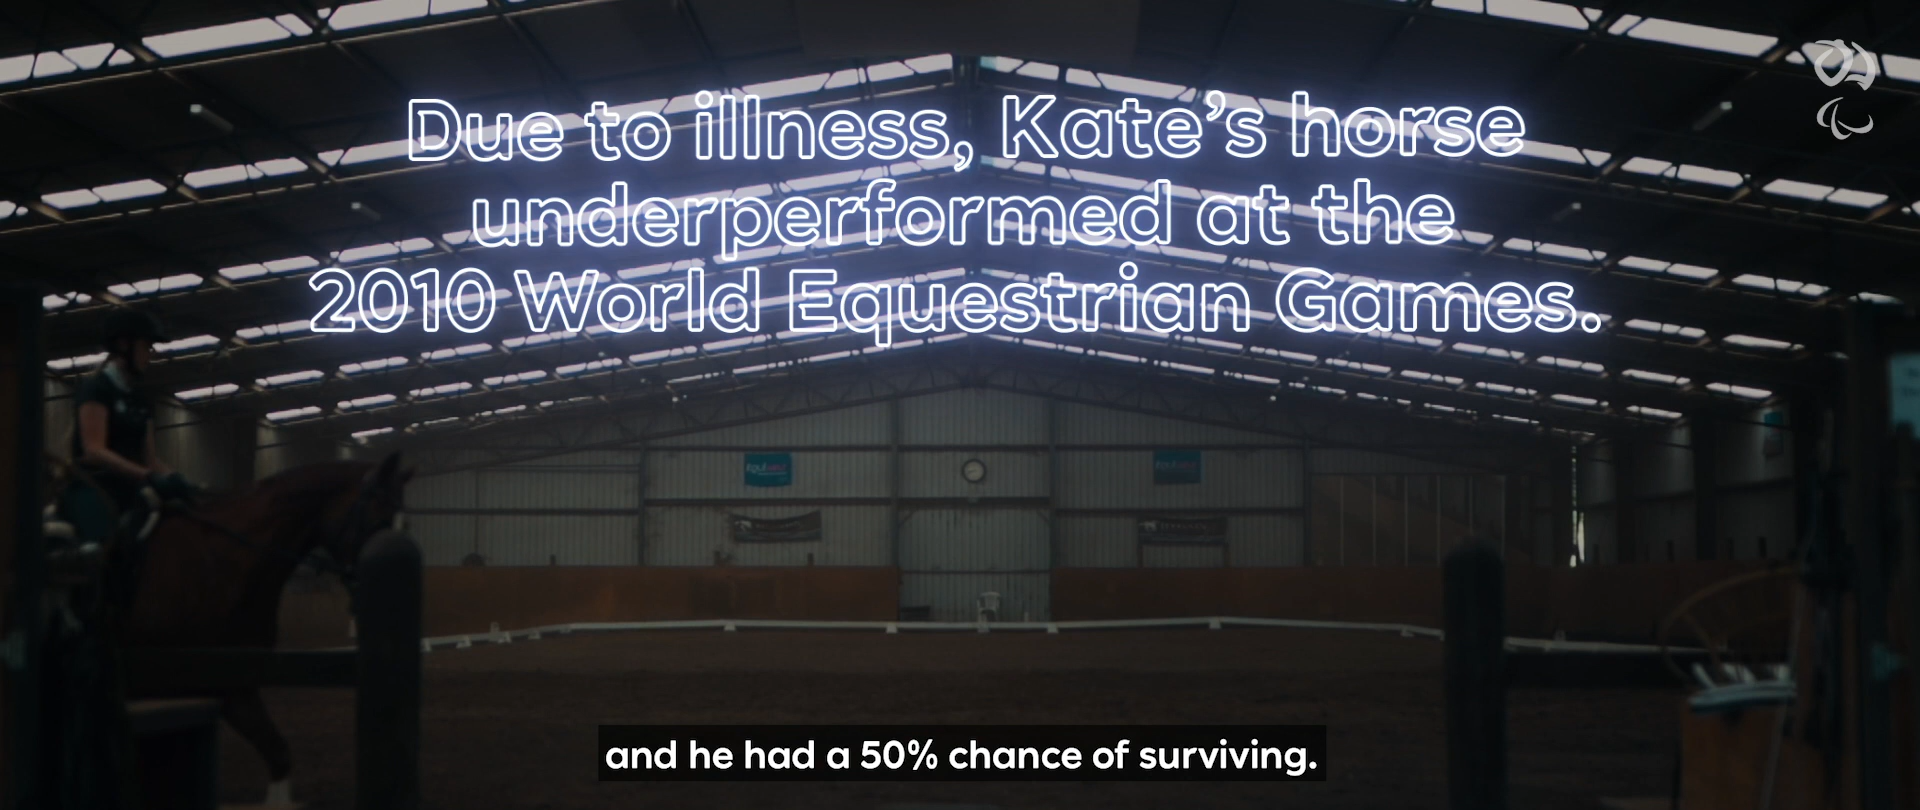 Due to illness, Kate's horse
underperformed at the
2010 World Equestrian Games.
and he had a 50% chance of surviving.